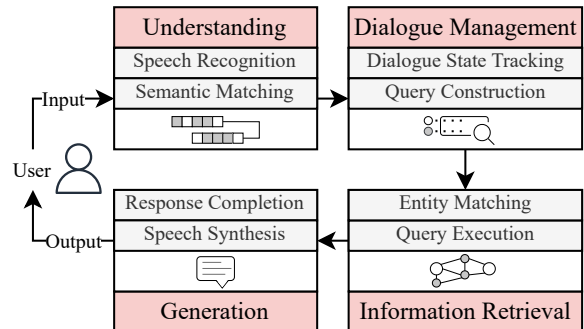 Understanding
Speech Recognition
Semantic Matching
Dialogue Management
Dialogue State Tracking
Query Construction
Input
User
Output
Response Completion
Speech Synthesis
Generation
Entity Matching
Query Execution
Information Retrieval